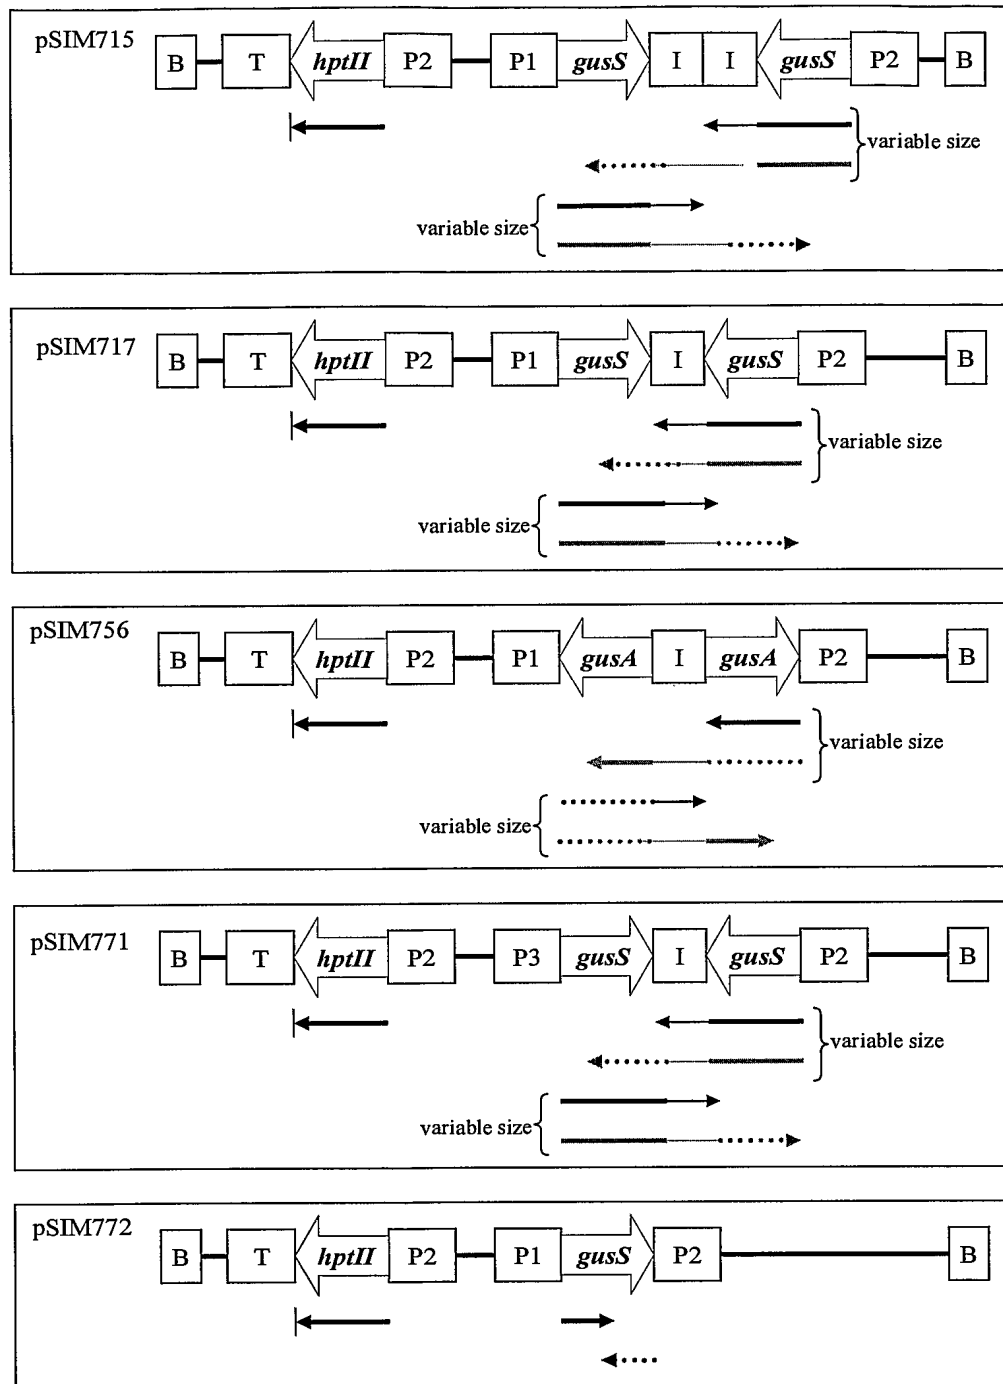 pSIM715
B T hptII P2 P1 gusS I I gusS P2 B
variable size
variable size
pSIM717
B T hptII P2 P1 gusS I gusS P2 B
variable size
variable size
pSIM756
B T hptII P2 P1 gusA I gusA P2 B
variable size
variable size
pSIM771
B T hptII P2 P3 gusS I gusS P2 B
variable size
variable size
pSIM772
B T hptII P2 P1 gusS P2 B